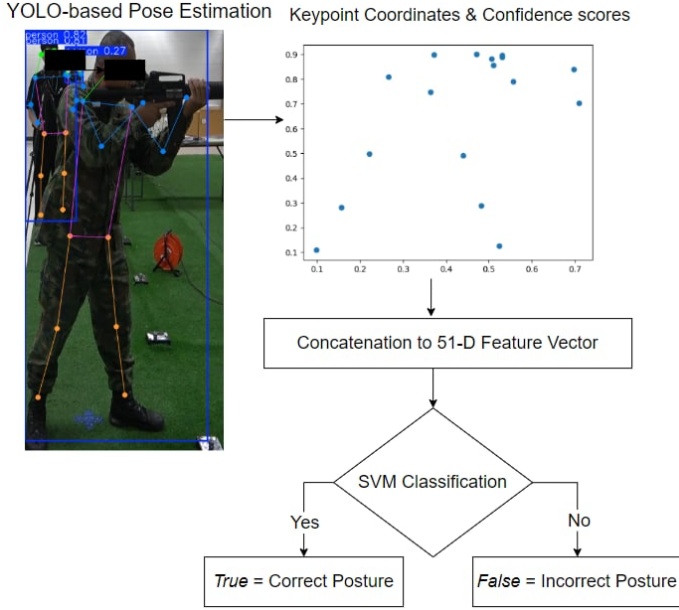 YOLO-based Pose Estimation
Keypoint Coordinates & Confidence scores
person 0.82
person 0.81
person 0.27
0.9
0.8
0.7
0.6
0.5
0.4
0.3
0.2
0.1
0.1 0.2 0.3 0.4 0.5 0.6 0.7
Concatenation to 51-D Feature Vector
SVM Classification
Yes
No
True = Correct Posture
False = Incorrect Posture